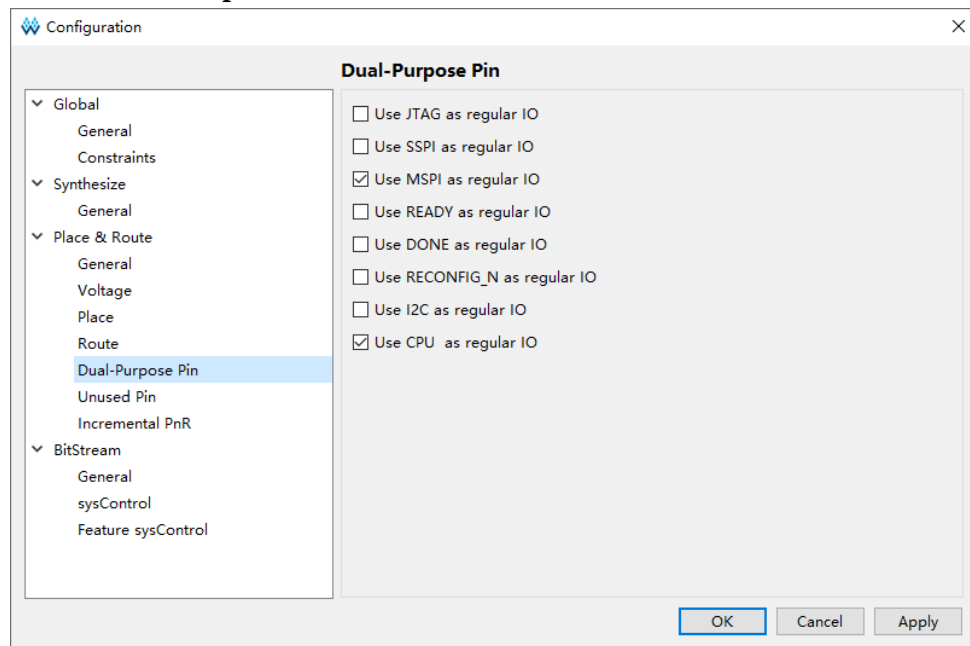 Configuration
Dual-Purpose Pin
Global
General
Constraints
Synthesize
General
Place & Route
General
Voltage
Place
Route
Dual-Purpose Pin
Unused Pin
Incremental PnR
BitStream
General
sysControl
Feature sysControl
Use JTAG as regular IO
Use SSPI as regular IO
Use MSPI as regular IO
Use READY as regular IO
Use DONE as regular IO
Use RECONFIG_N as regular IO
Use I2C as regular IO
Use CPU as regular IO
OK Cancel Apply